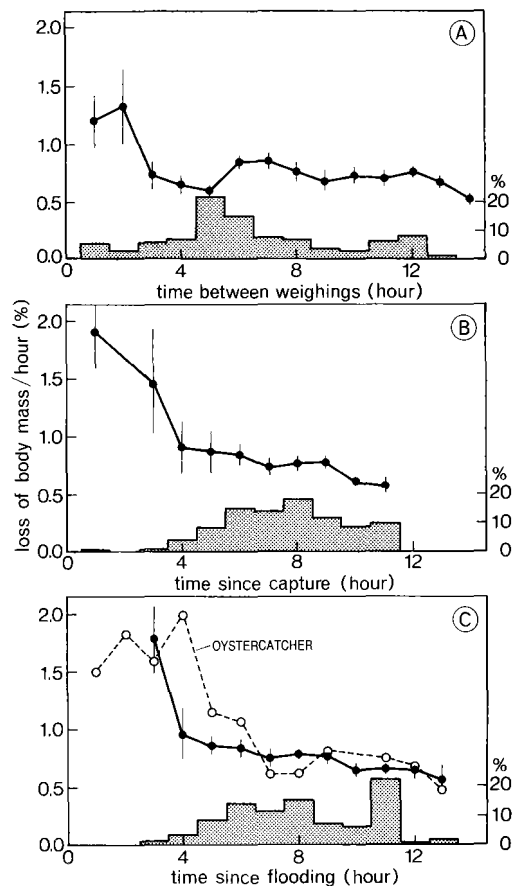 A
2.0
1.5
1.0
0.5
0.0
%
20
10
0
0 4 8 12
time between weighings (hour)
loss of body mass/hour (%)
B
2.0
1.5
1.0
0.5
0.0
%
20
10
0
0 4 8 12
time since capture (hour)
C
2.0
OYSTERCATCHER
1.5
1.0
0.5
0.0
%
20
10
0
0 4 8 12
time since flooding (hour)